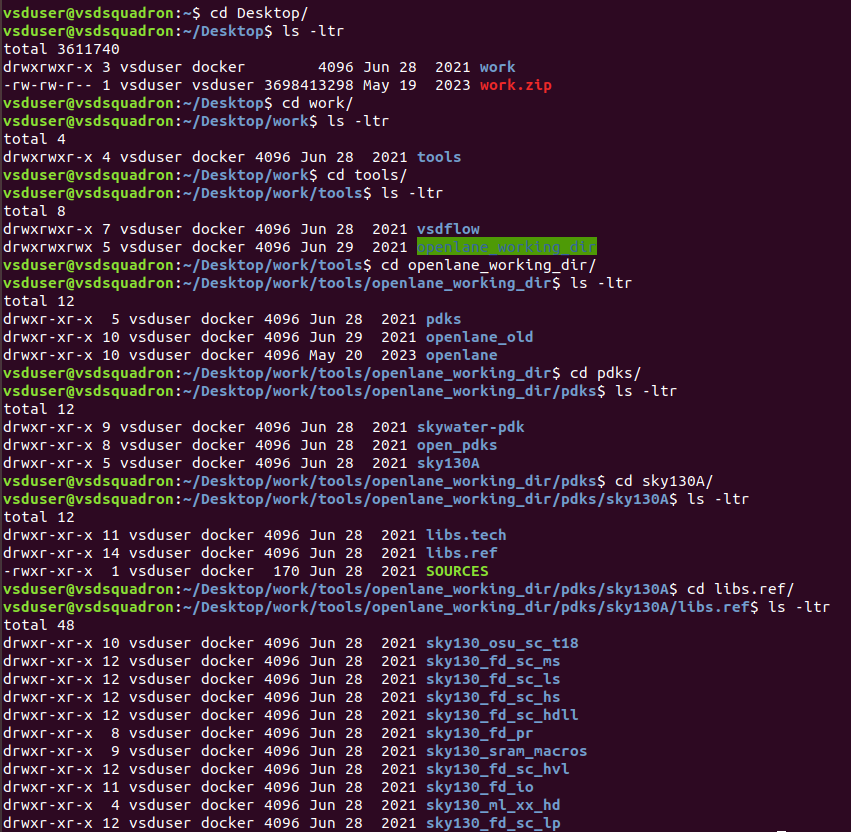 vsduser@vsdsquadron:~$ cd Desktop/
vsduser@vsdsquadron:~/Desktop$ ls -ltr
total 3611740
drwxrwxr-x 3 vsduser docker        4096 Jun 28  2021 work
-rw-rw-r-- 1 vsduser vsduser 3698413298 May 19  2023 work.zip
vsduser@vsdsquadron:~/Desktop$ cd work/
vsduser@vsdsquadron:~/Desktop/work$ ls -ltr
total 4
drwxrwxr-x 4 vsduser docker 4096 Jun 28  2021 tools
vsduser@vsdsquadron:~/Desktop/work$ cd tools/
vsduser@vsdsquadron:~/Desktop/work/tools$ ls -ltr
total 8
drwxrwxr-x 7 vsduser docker 4096 Jun 28  2021 vsdflow
drwxrwxrwx 5 vsduser docker 4096 Jun 29  2021 openlane_working_dir
vsduser@vsdsquadron:~/Desktop/work/tools$ cd openlane_working_dir/
vsduser@vsdsquadron:~/Desktop/work/tools/openlane_working_dir$ ls -ltr
total 12
drwxr-xr-x  5 vsduser docker 4096 Jun 28  2021 pdks
drwxr-xr-x 10 vsduser docker 4096 Jun 29  2021 openlane_old
drwxr-xr-x 10 vsduser docker 4096 May 20  2023 openlane
vsduser@vsdsquadron:~/Desktop/work/tools/openlane_working_dir$ cd pdks/
vsduser@vsdsquadron:~/Desktop/work/tools/openlane_working_dir/pdks$ ls -ltr
total 12
drwxr-xr-x 9 vsduser docker 4096 Jun 28  2021 skywater-pdk
drwxr-xr-x 8 vsduser docker 4096 Jun 28  2021 open_pdks
drwxr-xr-x 5 vsduser docker 4096 Jun 28  2021 sky130A
vsduser@vsdsquadron:~/Desktop/work/tools/openlane_working_dir/pdks$ cd sky130A/
vsduser@vsdsquadron:~/Desktop/work/tools/openlane_working_dir/pdks/sky130A$ ls -ltr
total 12
drwxr-xr-x 11 vsduser docker 4096 Jun 28  2021 libs.tech
drwxr-xr-x 14 vsduser docker 4096 Jun 28  2021 libs.ref
-rwxr-xr-x  1 vsduser docker  170 Jun 28  2021 SOURCES
vsduser@vsdsquadron:~/Desktop/work/tools/openlane_working_dir/pdks/sky130A$ cd libs.ref/
vsduser@vsdsquadron:~/Desktop/work/tools/openlane_working_dir/pdks/sky130A/libs.ref$ ls -ltr
total 48
drwxr-xr-x 10 vsduser docker 4096 Jun 28  2021 sky130_osu_sc_t18
drwxr-xr-x 12 vsduser docker 4096 Jun 28  2021 sky130_fd_sc_ms
drwxr-xr-x 12 vsduser docker 4096 Jun 28  2021 sky130_fd_sc_ls
drwxr-xr-x 12 vsduser docker 4096 Jun 28  2021 sky130_fd_sc_hs
drwxr-xr-x 12 vsduser docker 4096 Jun 28  2021 sky130_fd_sc_hdll
drwxr-xr-x  8 vsduser docker 4096 Jun 28  2021 sky130_fd_pr
drwxr-xr-x  9 vsduser docker 4096 Jun 28  2021 sky130_sram_macros
drwxr-xr-x 12 vsduser docker 4096 Jun 28  2021 sky130_fd_sc_hvl
drwxr-xr-x 11 vsduser docker 4096 Jun 28  2021 sky130_fd_io
drwxr-xr-x  4 vsduser docker 4096 Jun 28  2021 sky130_ml_xx_hd
drwxr-xr-x 12 vsduser docker 4096 Jun 28  2021 sky130_fd_sc_lp